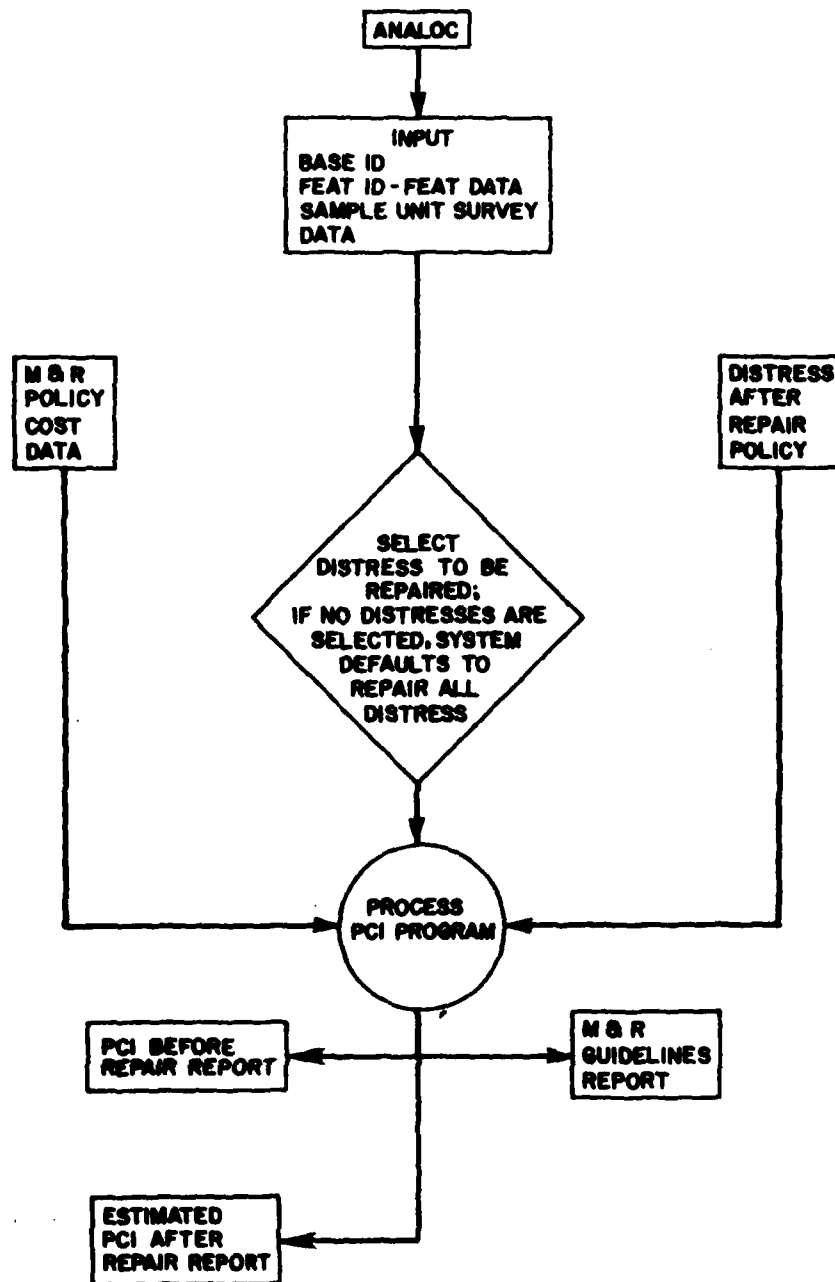 ANALOC
INPUT
BASE ID
FEAT ID - FEAT DATA
SAMPLE UNIT SURVEY
DATA
M & R
POLICY
COST
DATA
DISTRESS
AFTER
REPAIR
POLICY
SELECT
DISTRESS TO BE
REPAIRED;
IF NO DISTRESSES ARE
SELECTED, SYSTEM
DEFAULTS TO
REPAIR ALL
DISTRESS
PROCESS
PCI PROGRAM
PCI BEFORE
REPAIR REPORT
M & R
GUIDELINES
REPORT
ESTIMATED
PCI AFTER
REPAIR REPORT